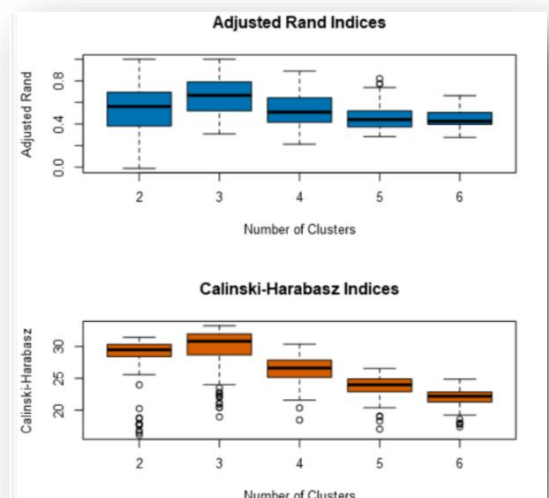 Adjusted Rand Indices
Adjusted Rand
0.8
0.4
0.0
2 3 4 5 6
Number of Clusters
Calinski-Harabasz Indices
Calinski-Harabasz
30
25
20
2 3 4 5 6
Number of Clusters